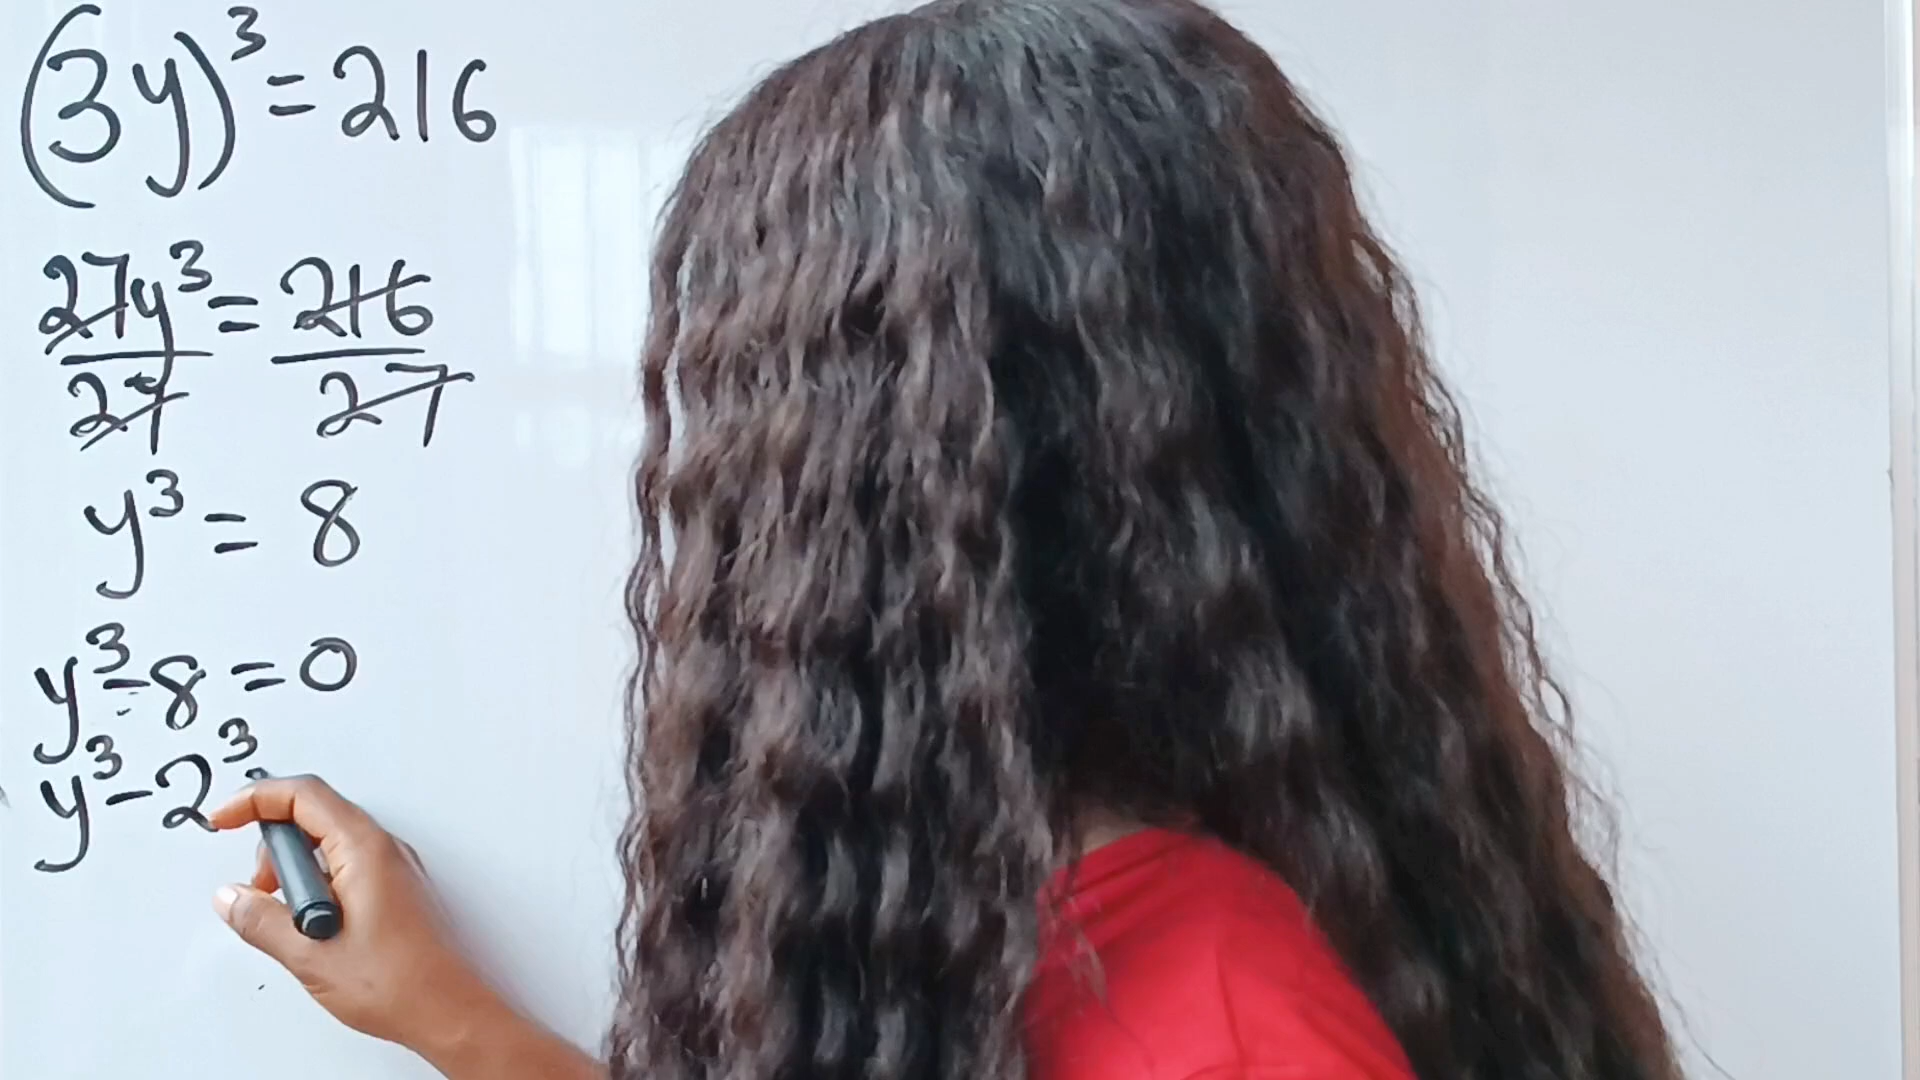 (3y)³=216
27y³/27 = 216/27
y³ = 8
y³-8=0
y³-2³